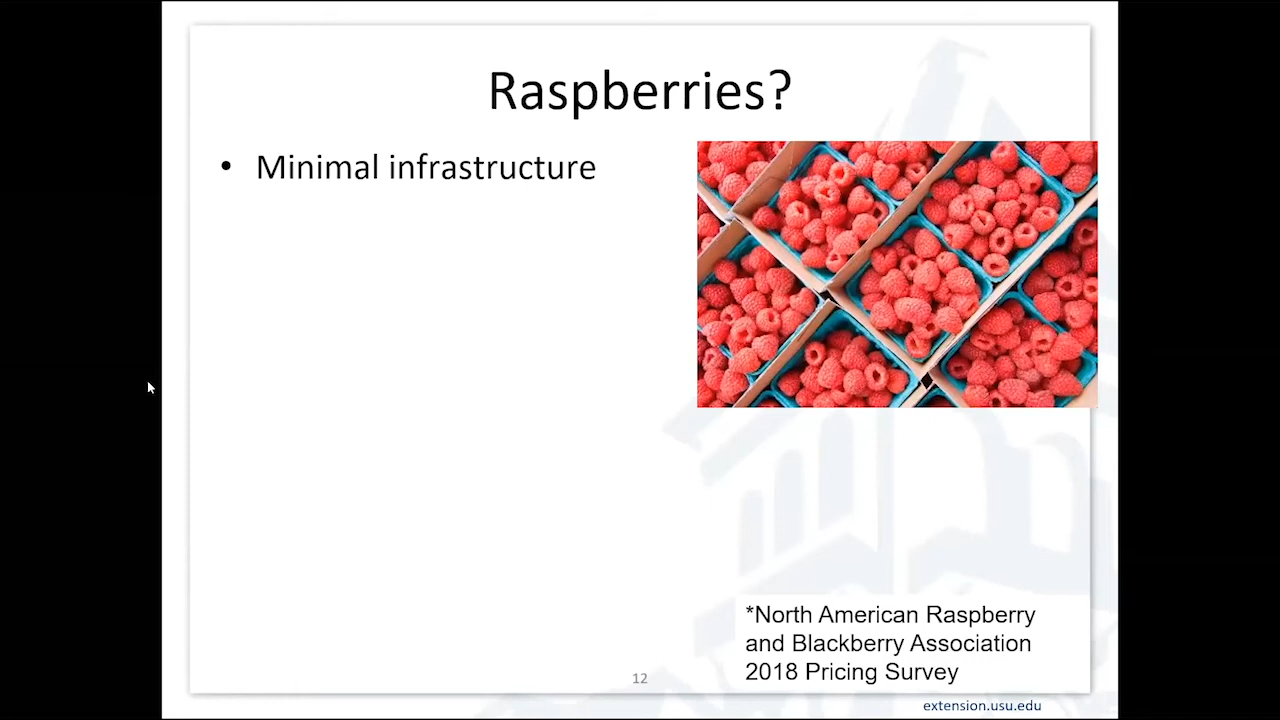 Raspberries?
• Minimal infrastructure
*North American Raspberry
and Blackberry Association
2018 Pricing Survey
12
extension.usu.edu